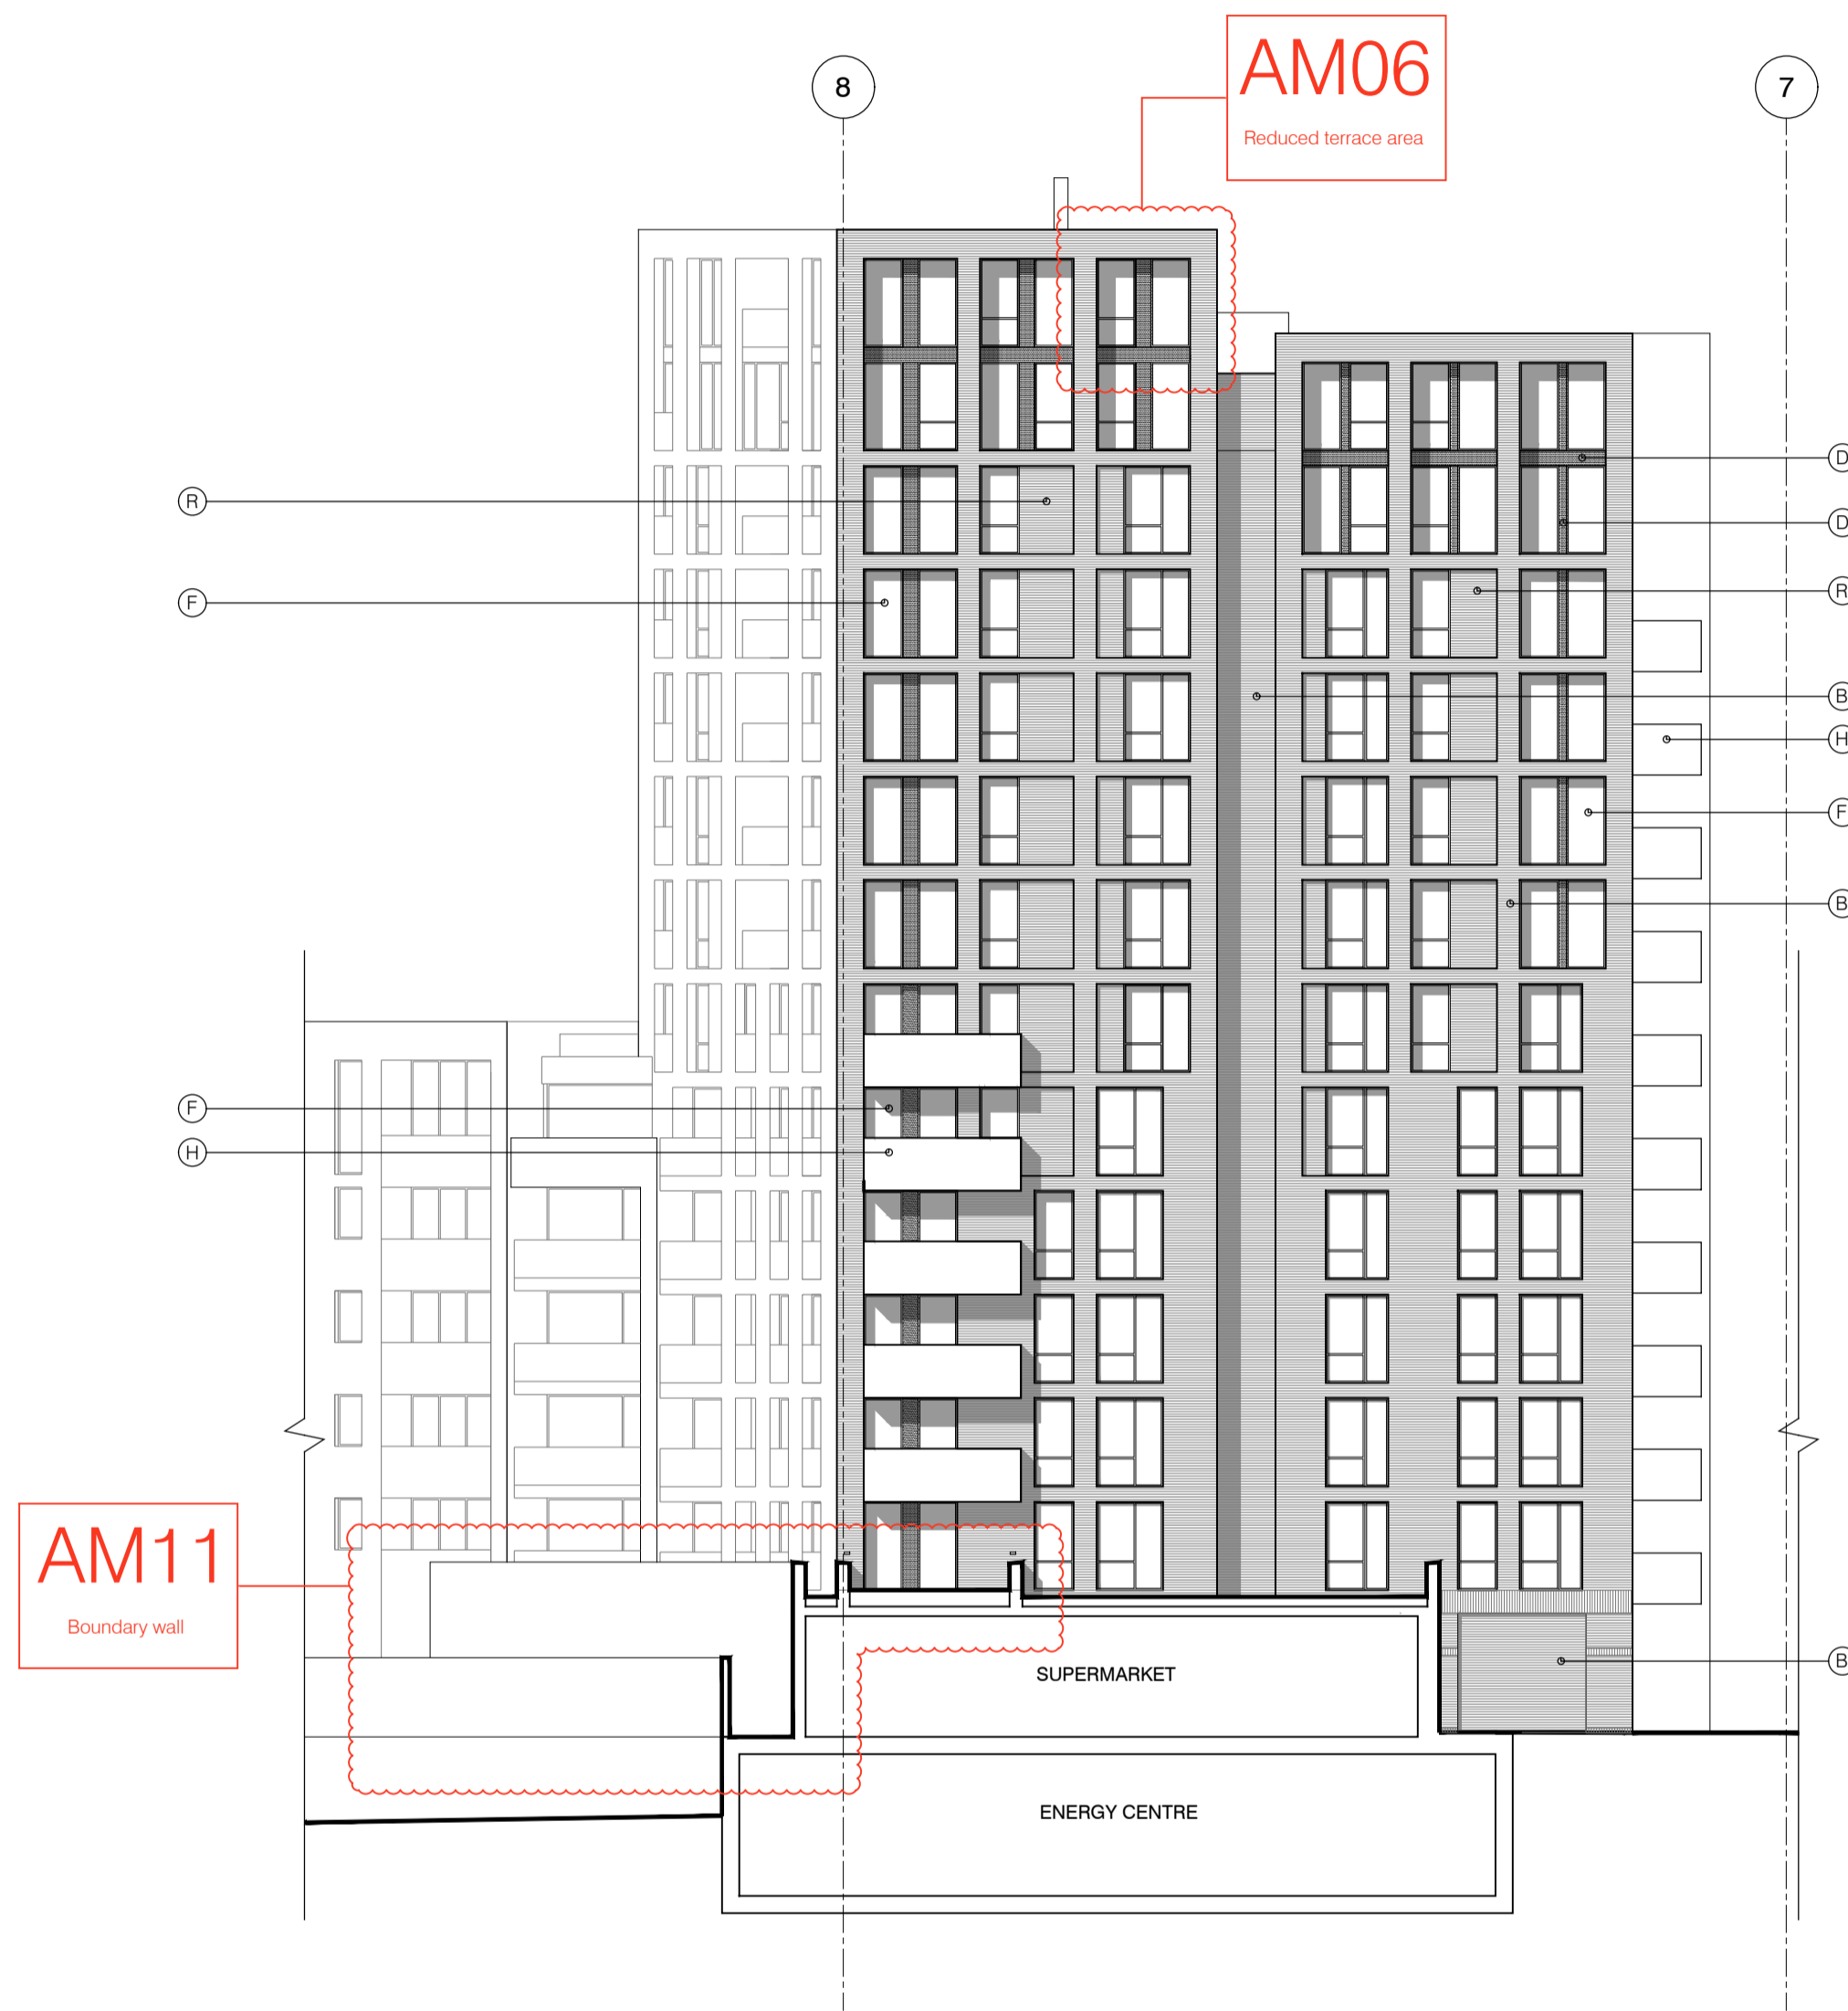 AM06
Reduced terrace area
8
7
D
R
D
R
F
B
H
F
B
F
H
AM11
Boundary wall
SUPERMARKET
B
ENERGY CENTRE